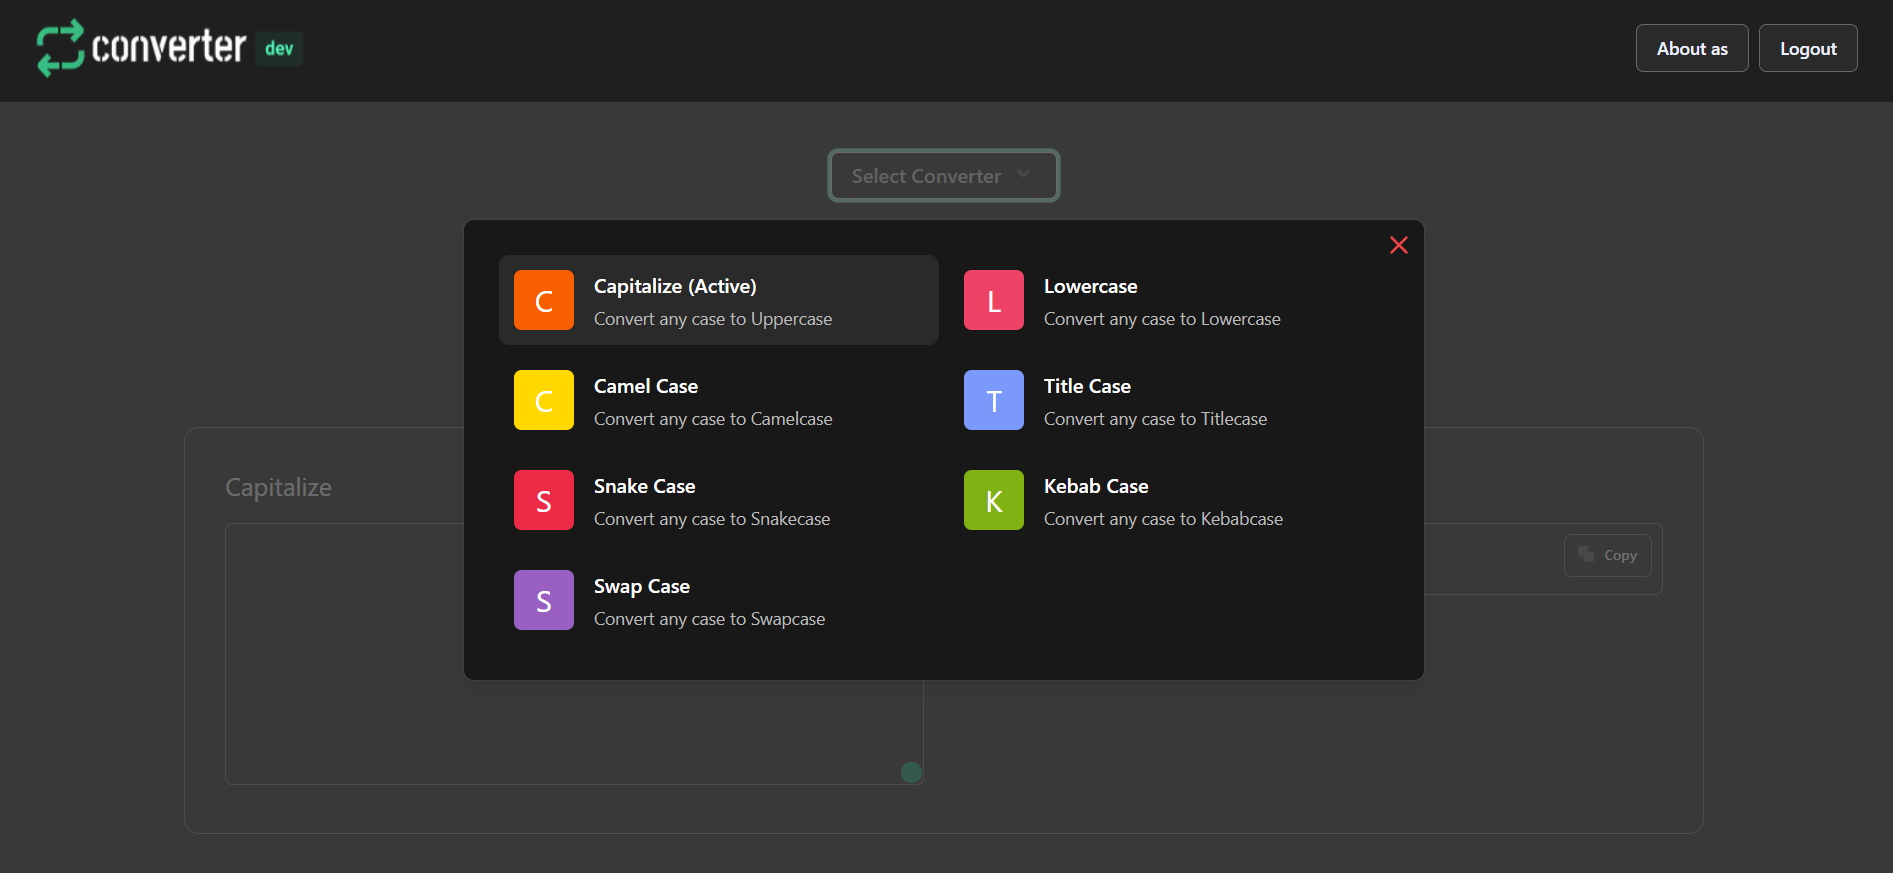 converter dev
About as
Logout
Select Converter
C
Capitalize (Active)
Convert any case to Uppercase
L
Lowercase
Convert any case to Lowercase
C
Camel Case
Convert any case to Camelcase
T
Title Case
Convert any case to Titlecase
S
Snake Case
Convert any case to Snakecase
K
Kebab Case
Convert any case to Kebabcase
S
Swap Case
Convert any case to Swapcase
Capitalize
Copy